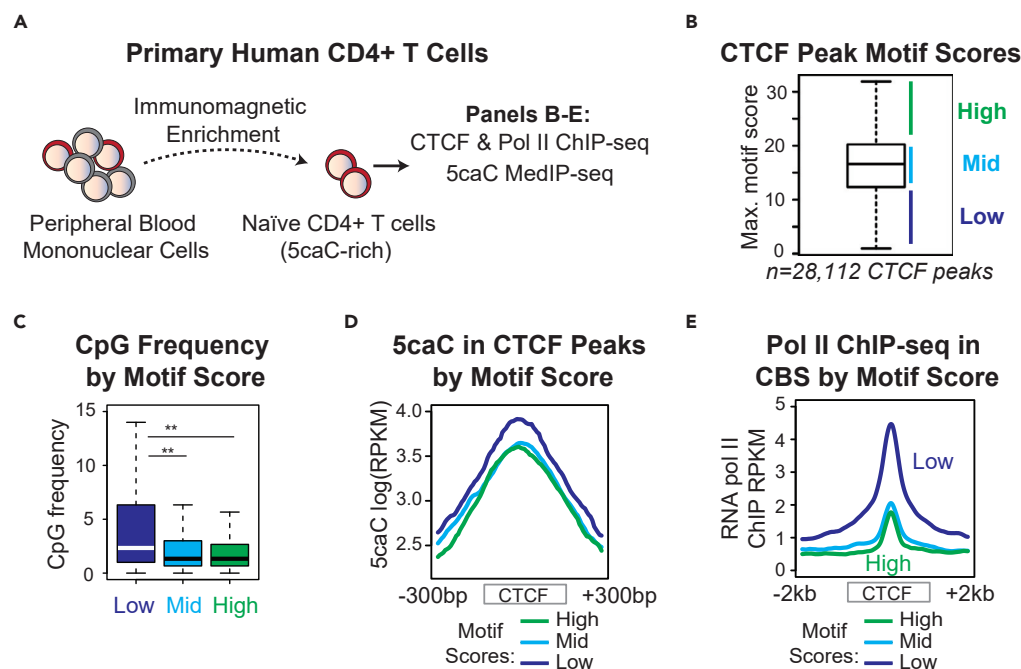 A
Primary Human CD4+ T Cells
Immunomagnetic
Enrichment
Peripheral Blood
Mononuclear Cells
Naïve CD4+ T cells
(5caC-rich)
Panels B-E:
CTCF & Pol II ChIP-seq
5caC MedIP-seq
B
CTCF Peak Motif Scores
Max. motif score
30
20
10
0
High
Mid
Low
n=28,112 CTCF peaks
C
CpG Frequency
by Motif Score
CpG frequency
15
10
5
0
**
**
Low Mid High
D
5caC in CTCF Peaks
by Motif Score
5caC log(RPKM)
4.0
3.5
3.0
2.5
-300bp CTCF +300bp
Motif
Scores:
High
Mid
Low
E
Pol II ChIP-seq in
CBS by Motif Score
RNA pol II
ChIP RPKM
5
4
3
2
1
0
Low
High
-2kb CTCF +2kb
Motif
Scores:
High
Mid
Low